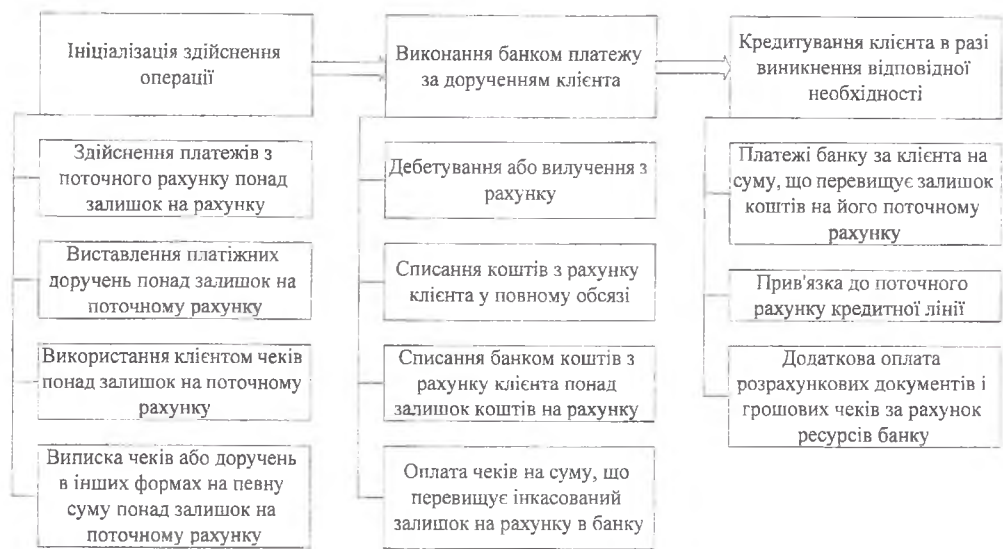 Ініціалізація здійснення
операції
Здійснення платежів з
поточного рахунку понад
залишок на рахунку
Виставлення платіжних
доручень понад залишок на
поточному рахунку
Використання клієнтом чеків
понад залишок на поточному
рахунку
Виписка чеків або доручень
в інших формах на певну
суму понад залишок на
поточному рахунку
Виконання банком платежу
за дорученням клієнта
Дебетування або вилучення з
рахунку
Списання коштів з рахунку
клієнта у повному обсязі
Списання банком коштів з
рахунку клієнта понад
залишок коштів на рахунку
Оплата чеків на суму, що
перевищує інкасований
залишок на рахунку в банку
Кредитування клієнта в разі
виникнення відповідної
необхідності
Платежі банку за клієнта на
суму, що перевищує залишок
коштів на його поточному
рахунку
Прив'язка до поточного
рахунку кредитної лінії
Додаткова оплата
розрахункових документів і
грошових чеків за рахунок
ресурсів банку